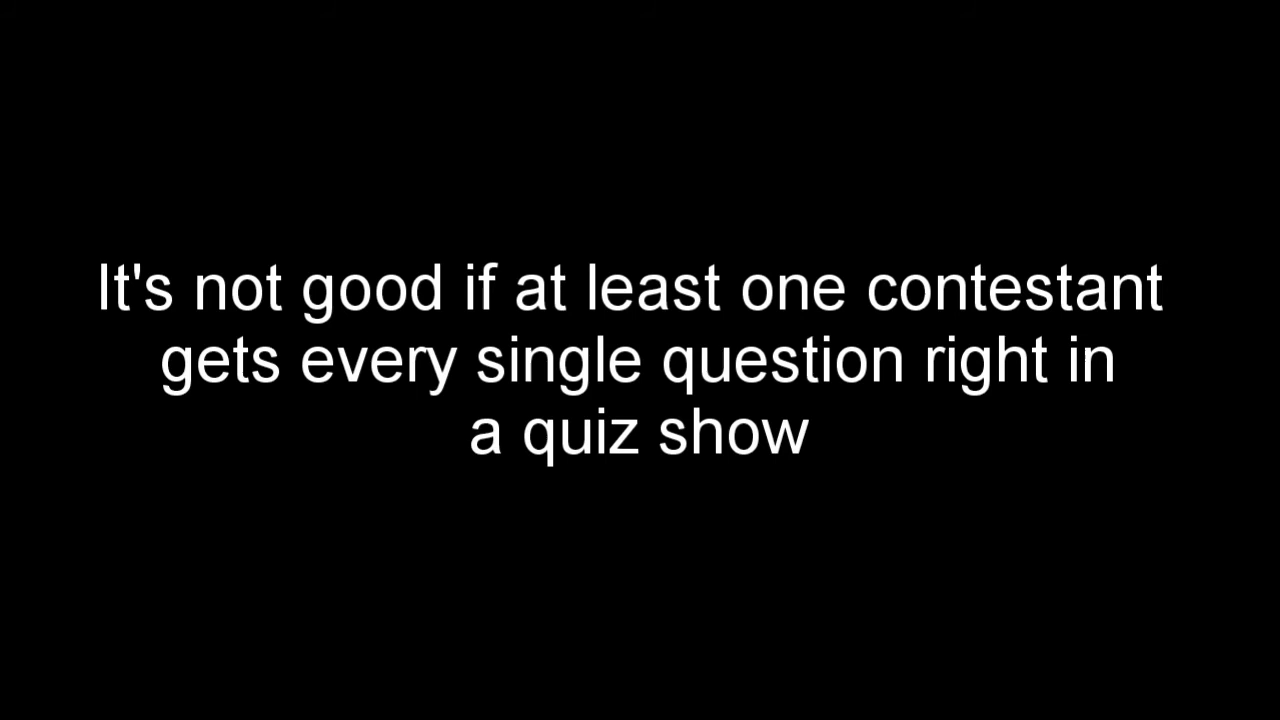 It's not good if at least one contestant
gets every single question right in
a quiz show